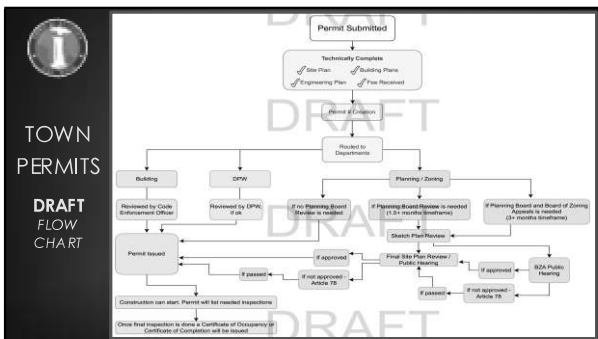 TOWN
PERMITS
DRAFT
FLOW
CHART
DRAFT
Permit Submitted
Technically Complete
Site Plan
Building Plans
Engineering Plan
Fee Received
DRAFT
Permit # Creation
Routed to
Departments
Building
DPW
Planning / Zoning
Reviewed by Code
Enforcement Officer
Reviewed by DPW,
if ok
If no Planning Board
Review is needed
If Planning Board Review is needed
(1.5+ months timeframe)
If Planning Board and Board of Zoning
Appeals is needed
(3+ months timeframe)
DRAFT
Sketch Plan Review
Permit Issued
If approved
Final Site Plan Review /
Public Hearing
If approved
BZA Public
Hearing
If passed
If not approved -
Article 78
If passed
If not approved -
Article 78
Construction can start. Permit will list needed inspections
Once final inspection is done a Certificate of Occupancy or
Certificate of Completion will be issued
DRAFT